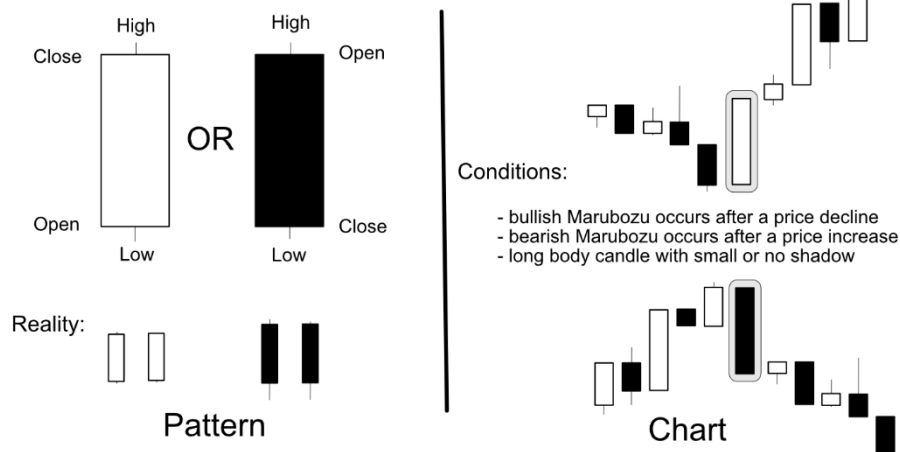 High
High
Close
Open
OR
Open
Close
Low
Low
Reality:
Pattern
Conditions:
- bullish Marubozu occurs after a price decline
- bearish Marubozu occurs after a price increase
- long body candle with small or no shadow
Chart